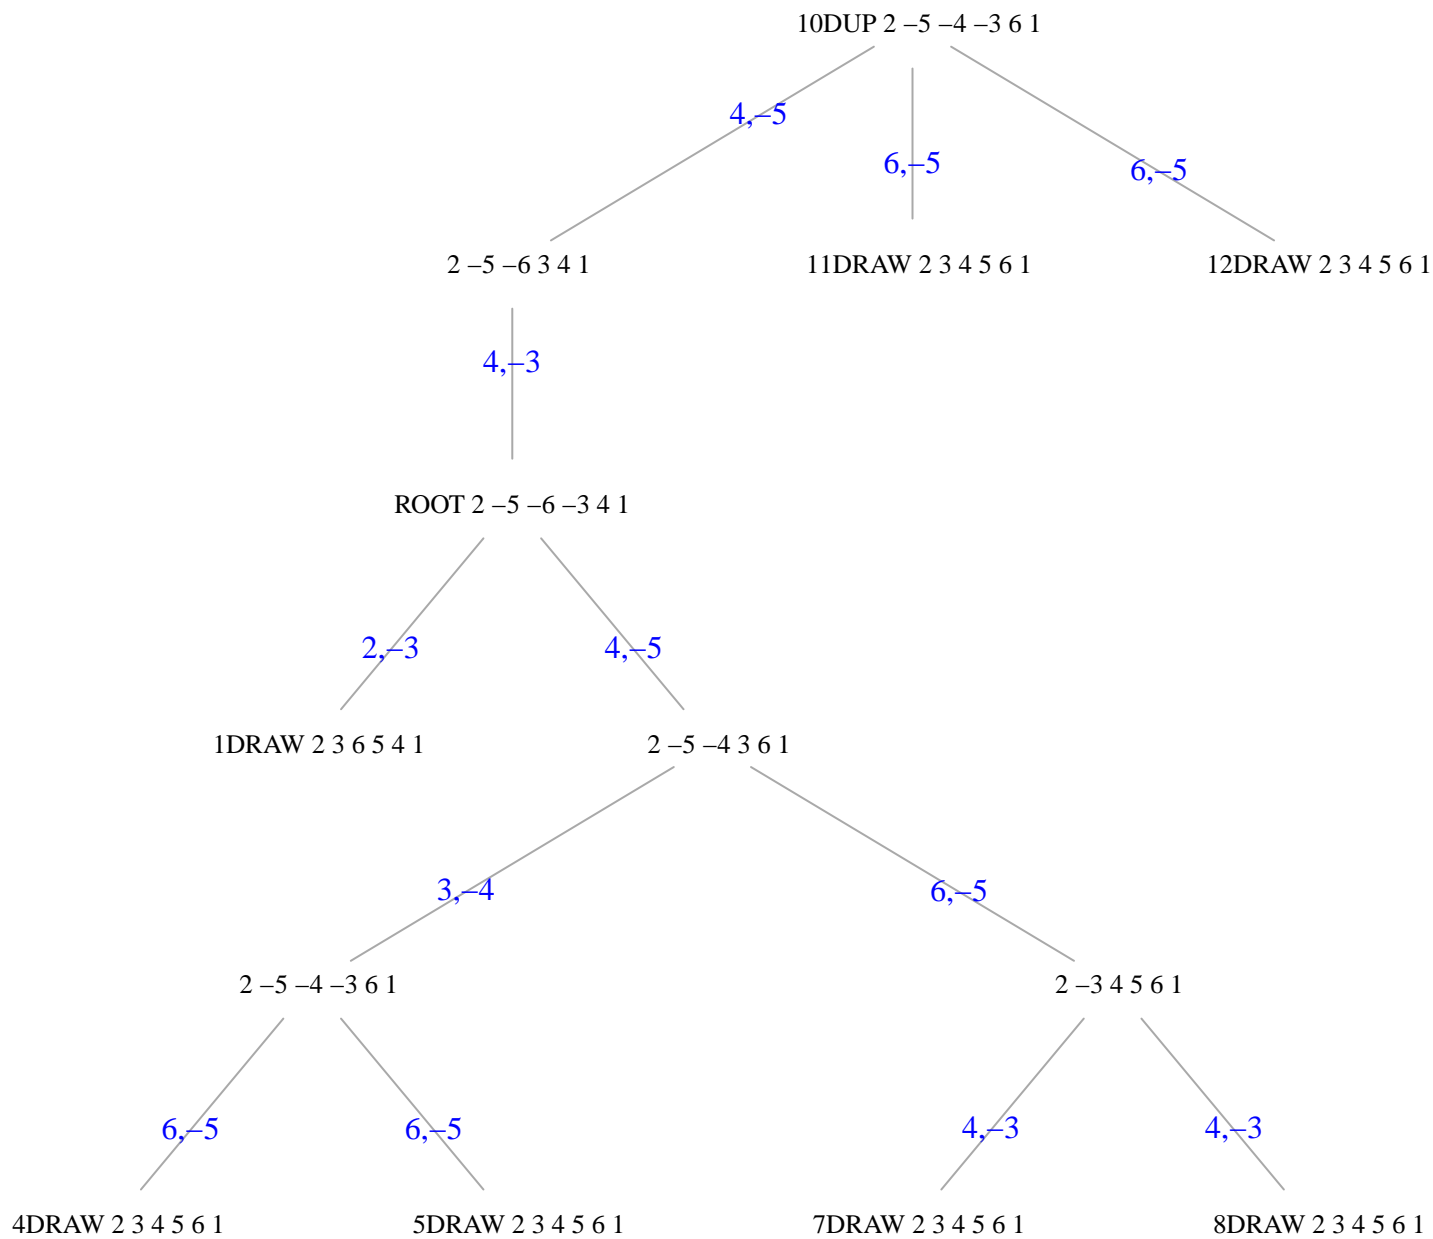 10DUP 2 –5 –4 –3 6 1
4,–5
6,–5
6,–5
2 –5 –6 3 4 1
11DRAW 2 3 4 5 6 1
12DRAW 2 3 4 5 6 1
4,–3
ROOT 2 –5 –6 –3 4 1
2,–3
4,–5
1DRAW 2 3 6 5 4 1
2 –5 –4 3 6 1
3,–4
6,–5
2 –5 –4 –3 6 1
2 –3 4 5 6 1
6,–5
6,–5
4,–3
4,–3
4DRAW 2 3 4 5 6 1
5DRAW 2 3 4 5 6 1
7DRAW 2 3 4 5 6 1
8DRAW 2 3 4 5 6 1